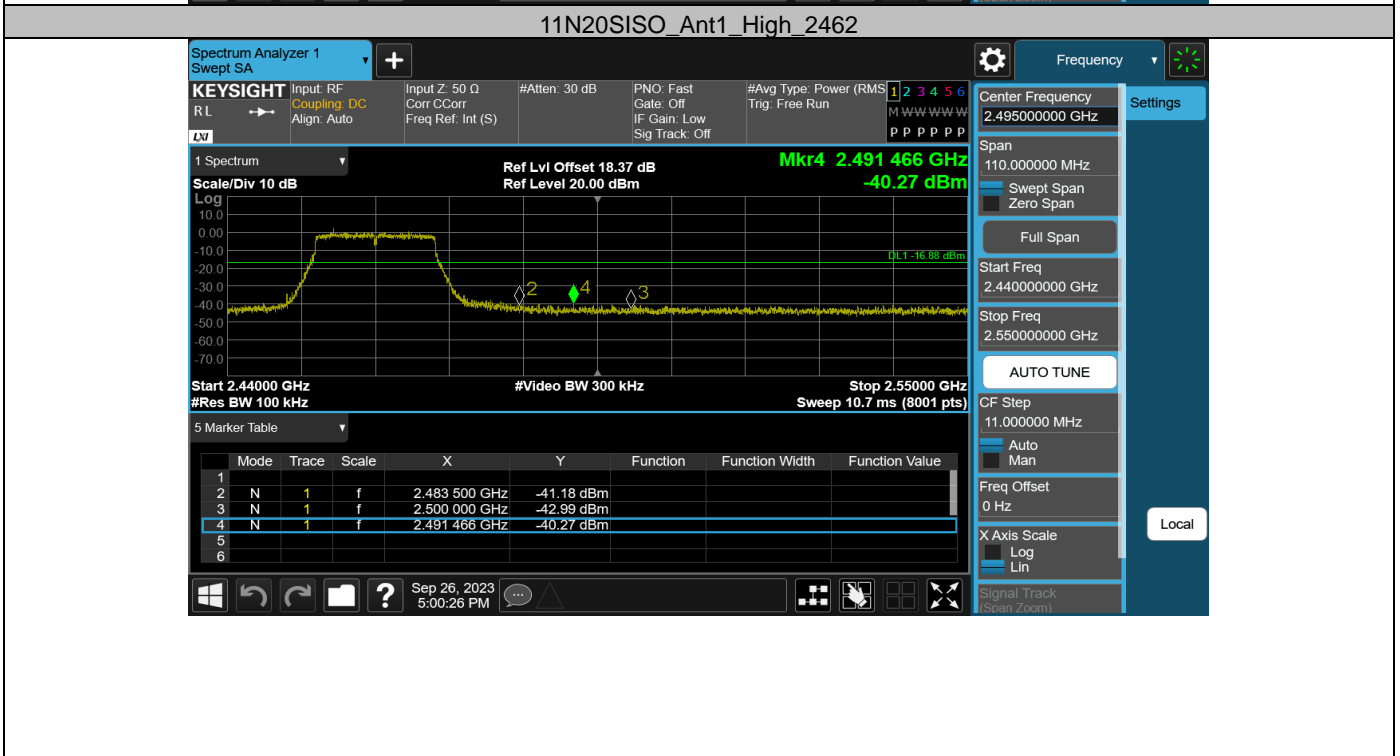 (Span Zoom)
11N20SISO_Ant1_High_2462
Spectrum Analyzer 1
Swept SA
Frequency
KEYSIGHT
RL
LXI
Input: RF
Coupling: DC
Align: Auto
Input Z: 50 Ω
Corr CCorr
Freq Ref: Int (S)
#Atten: 30 dB
PNO: Fast
Gate: Off
IF Gain: Low
Sig Track: Off
#Avg Type: Power (RMS
Trig: Free Run
1 2 3 4 5 6
M W W W W W
P P P P P P
1 Spectrum
Scale/Div 10 dB
Ref Lvl Offset 18.37 dB
Ref Level 20.00 dBm
Mkr4 2.491 466 GHz
-40.27 dBm
Log
10.0
0.00
-10.0
-20.0
-30.0
-40.0
-50.0
-60.0
-70.0
DL1 -16.88 dBm
2
4
3
Start 2.44000 GHz
#Video BW 300 kHz
Stop 2.55000 GHz
#Res BW 100 kHz
Sweep 10.7 ms (8001 pts)
5 Marker Table
Mode Trace Scale X Y Function Function Width Function Value
1
2 N 1 f 2.483 500 GHz -41.18 dBm
3 N 1 f 2.500 000 GHz -42.99 dBm
4 N 1 f 2.491 466 GHz -40.27 dBm
5
6
Sep 26, 2023
5:00:26 PM
Center Frequency
2.495000000 GHz
Settings
Span
110.000000 MHz
Swept Span
Zero Span
Full Span
Start Freq
2.440000000 GHz
Stop Freq
2.550000000 GHz
AUTO TUNE
CF Step
11.000000 MHz
Auto
Man
Freq Offset
0 Hz
Local
X Axis Scale
Log
Lin
Signal Track
(Span Zoom)